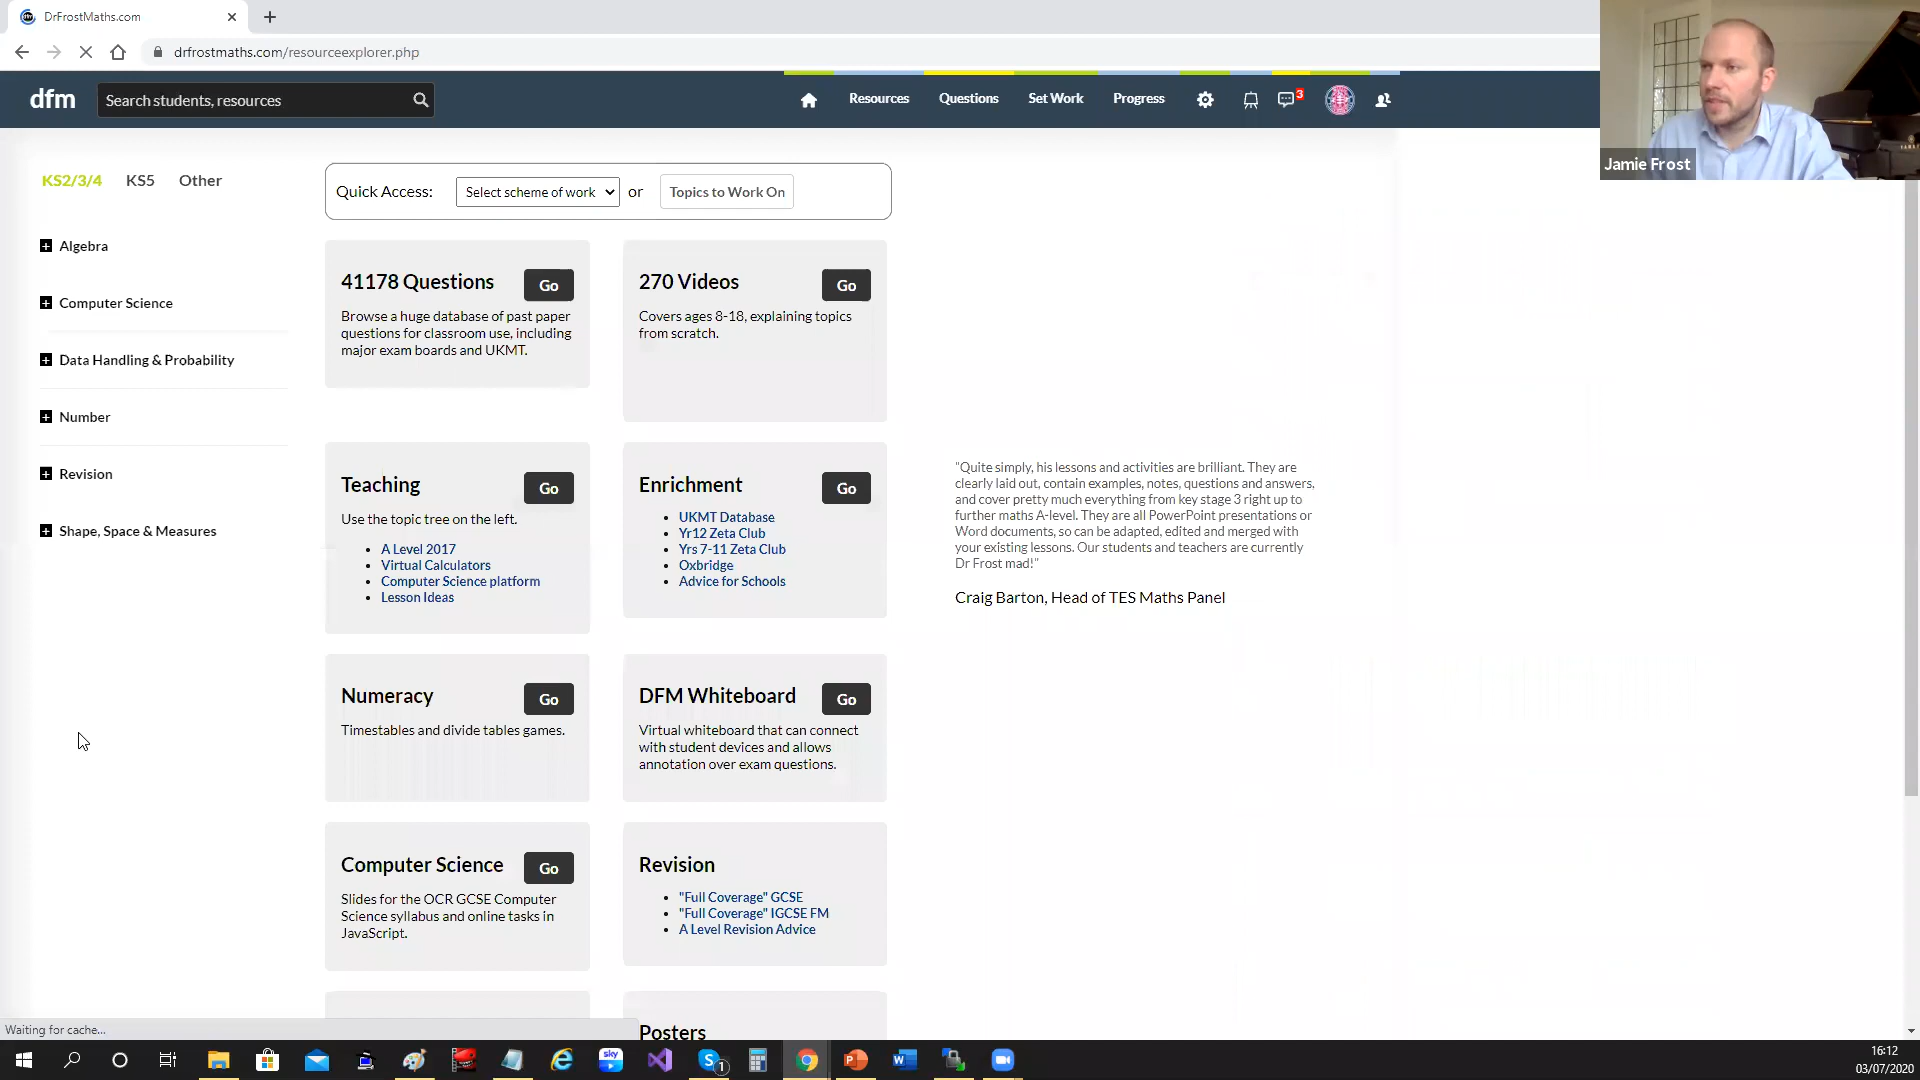 DrFrostMaths.com
drfrostmaths.com/resourceexplorer.php
Jamie Frost
dfm
Search students, resources
Resources
Questions
Set Work
Progress
3
KS2/3/4
KS5
Other
Algebra
Computer Science
Data Handling & Probability
Number
Revision
Shape, Space & Measures
Quick Access:
Select scheme of work
or
Topics to Work On
41178 Questions
Go
Browse a huge database of past paper
questions for classroom use, including
major exam boards and UKMT.
270 Videos
Go
Covers ages 8-18, explaining topics
from scratch.
Teaching
Go
Use the topic tree on the left.
A Level 2017
Virtual Calculators
Computer Science platform
Lesson Ideas
Enrichment
Go
UKMT Database
Yr12 Zeta Club
Yrs 7-11 Zeta Club
Oxbridge
Advice for Schools
"Quite simply, his lessons and activities are brilliant. They are
clearly laid out, contain examples, notes, questions and answers,
and cover pretty much everything from key stage 3 right up to
further maths A-level. They are all PowerPoint presentations or
Word documents, so can be adapted, edited and merged with
your existing lessons. Our students and teachers are currently
Dr Frost mad!"
Craig Barton, Head of TES Maths Panel
Numeracy
Go
Timestables and divide tables games.
DFM Whiteboard
Go
Virtual whiteboard that can connect
with student devices and allows
annotation over exam questions.
Computer Science
Go
Slides for the OCR GCSE Computer
Science syllabus and online tasks in
JavaScript.
Revision
"Full Coverage" GCSE
"Full Coverage" IGCSE FM
A Level Revision Advice
Posters
Waiting for cache...
sky
1
16:12
03/07/2020